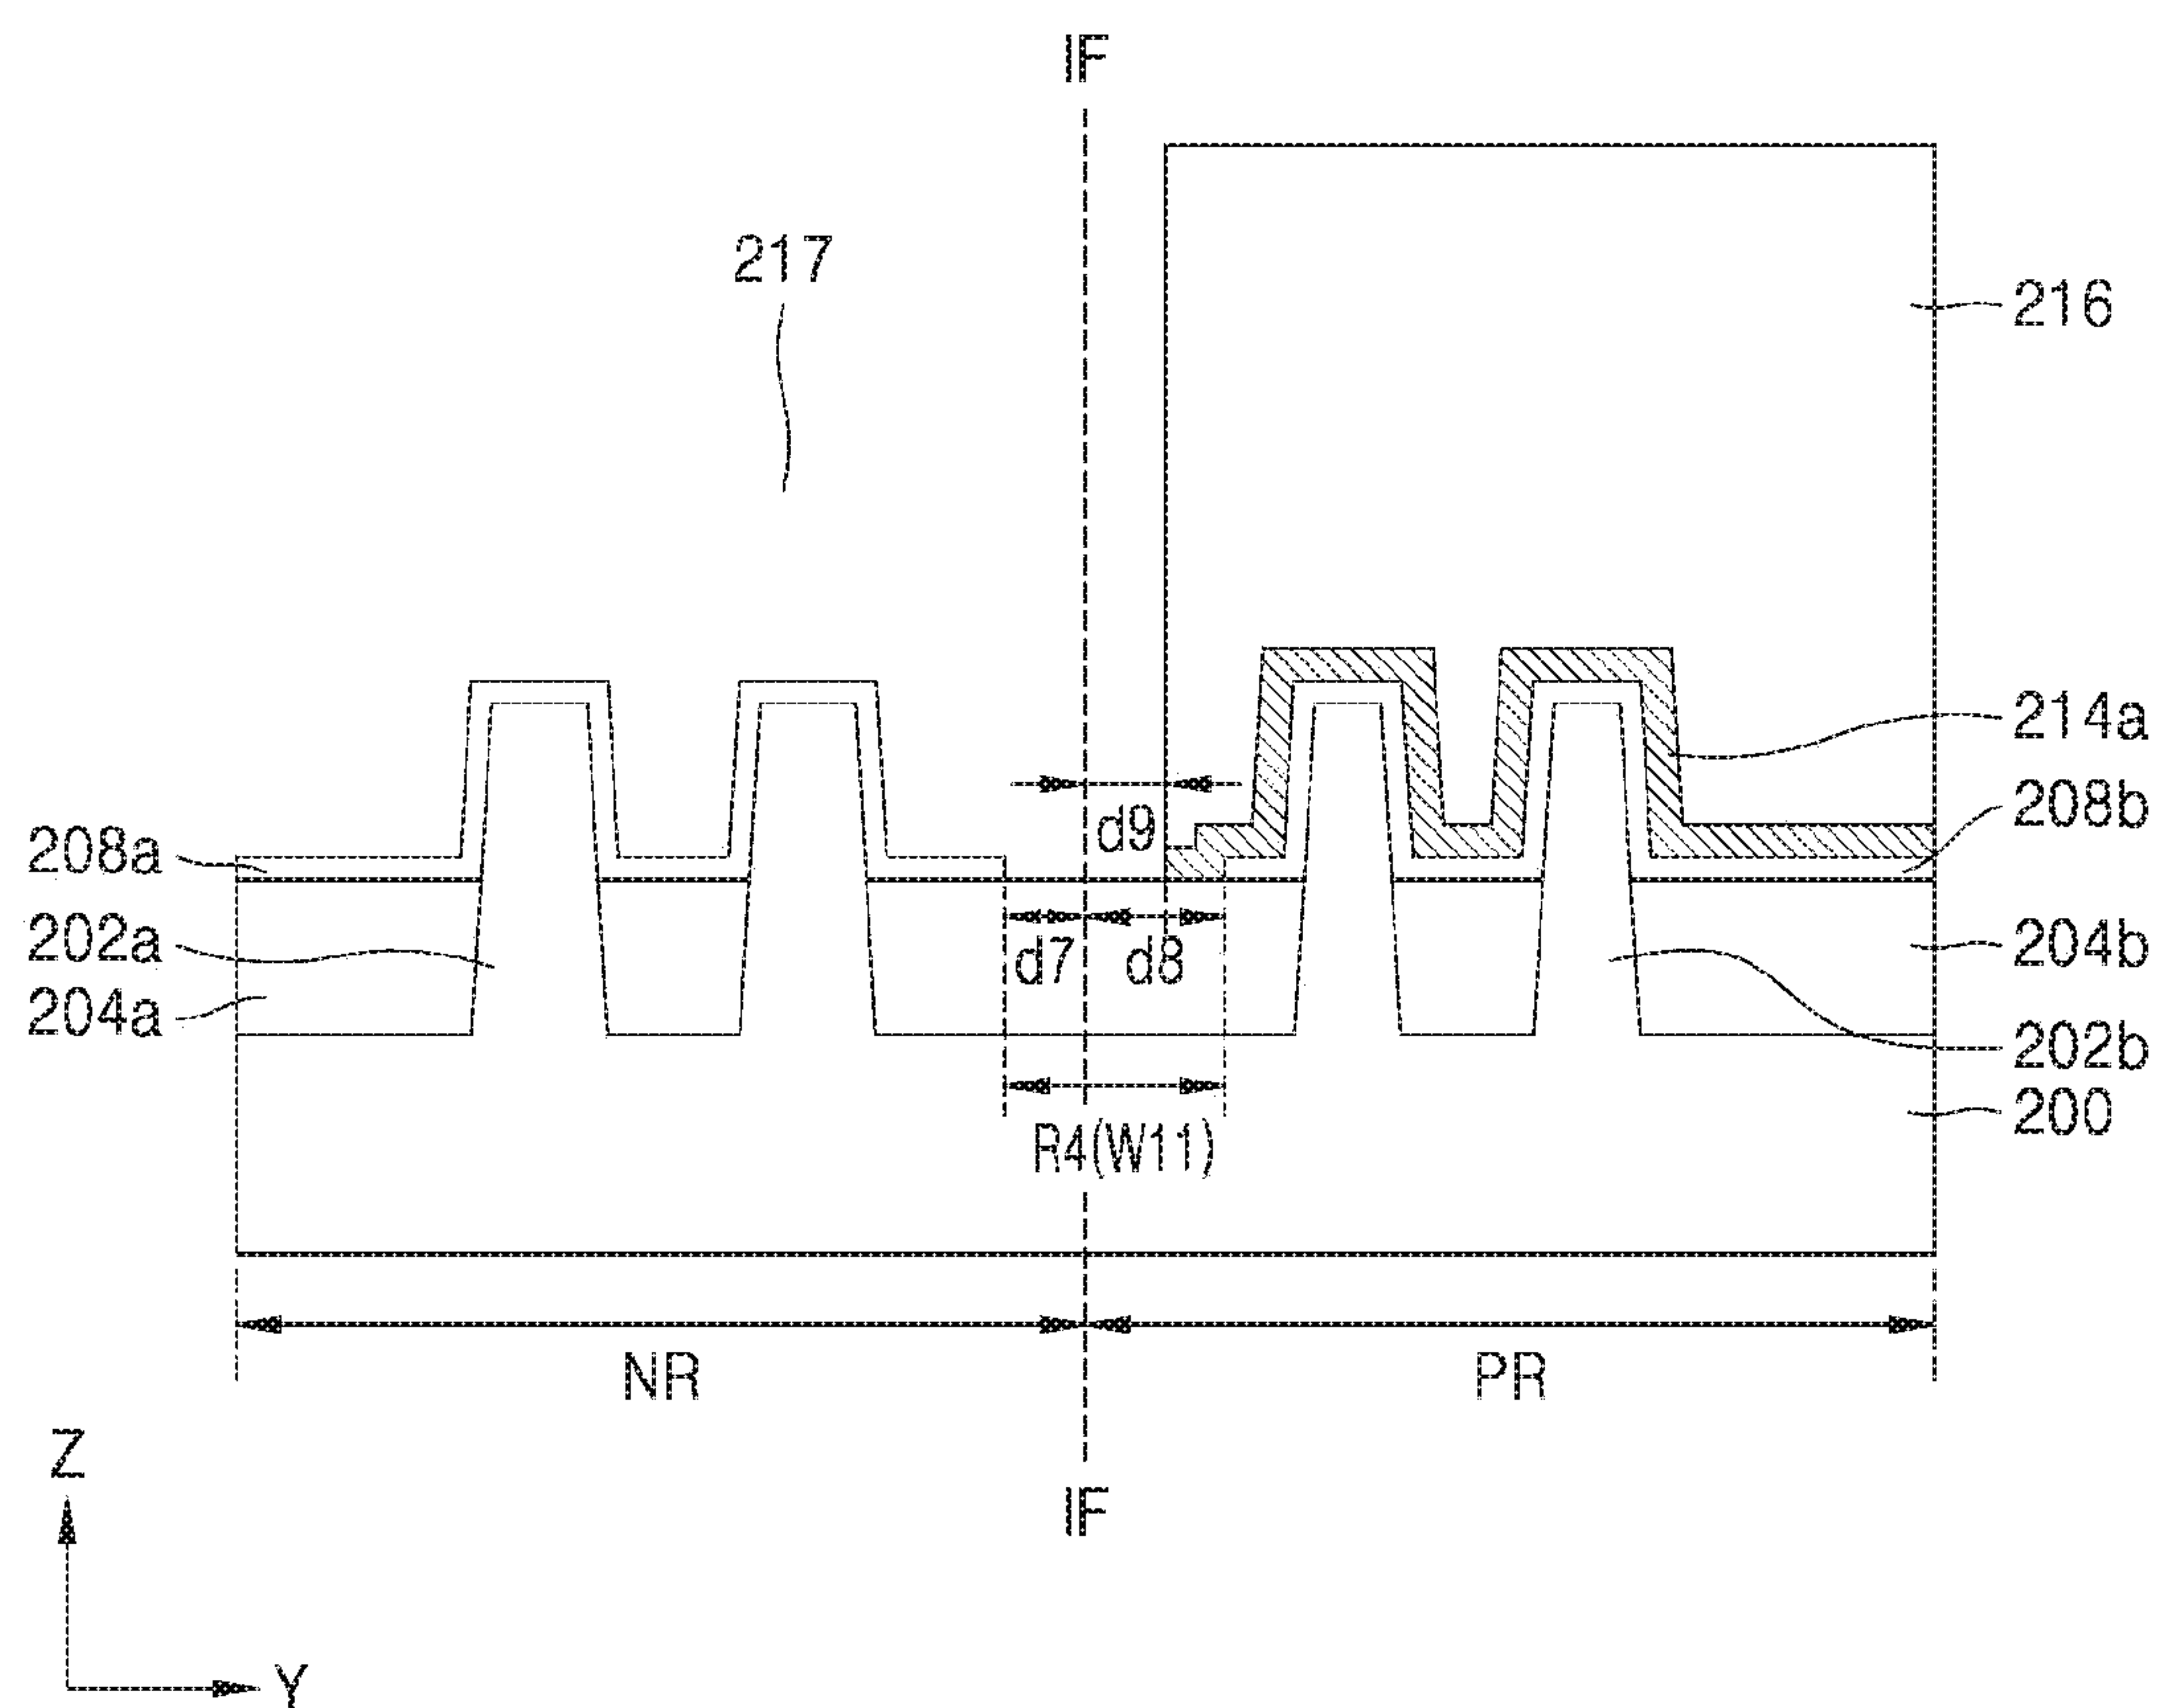 IF
217
216
214a
d9
208b
208a
202a
d7
d8
204b
204a
202b
200
R4(W11)
NR
PR
Z
IF
Y